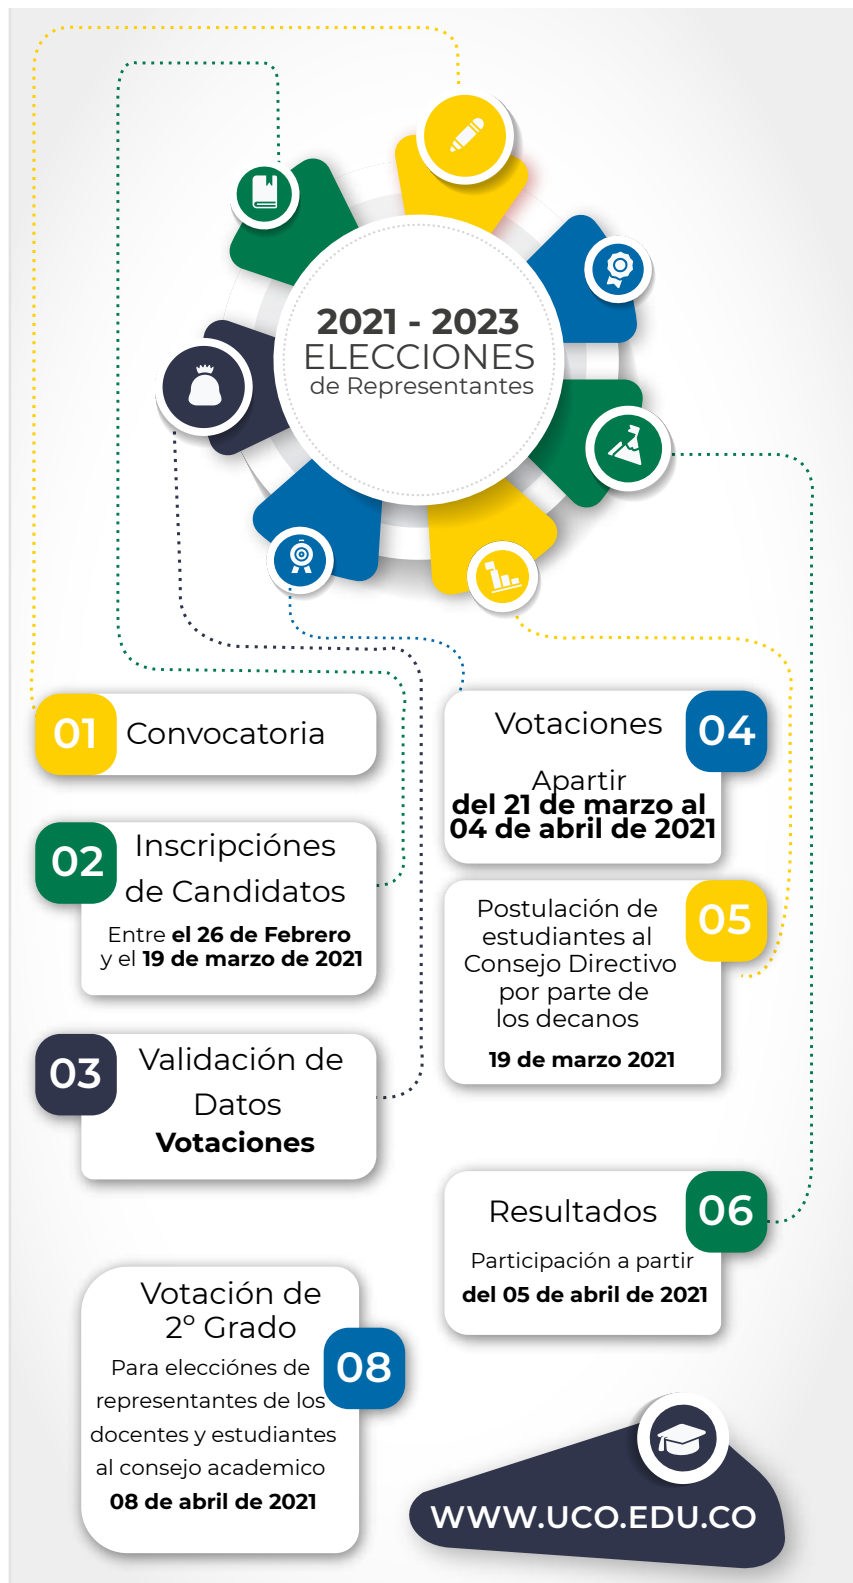 2021 - 2023
ELECCIONES
de Representantes
01
Convocatoria
02
Inscripciónes
de Candidatos
Entre el 26 de Febrero
y el 19 de marzo de 2021
03
Validación de
Datos
Votaciones
04
Votaciones
Apartir
del 21 de marzo al
04 de abril de 2021
05
Postulación de
estudiantes al
Consejo Directivo
por parte de
los decanos
19 de marzo 2021
06
Resultados
Participación a partir
del 05 de abril de 2021
08
Votación de
2º Grado
Para elecciónes de
representantes de los
docentes y estudiantes
al consejo academico
08 de abril de 2021
WWW.UCO.EDU.CO